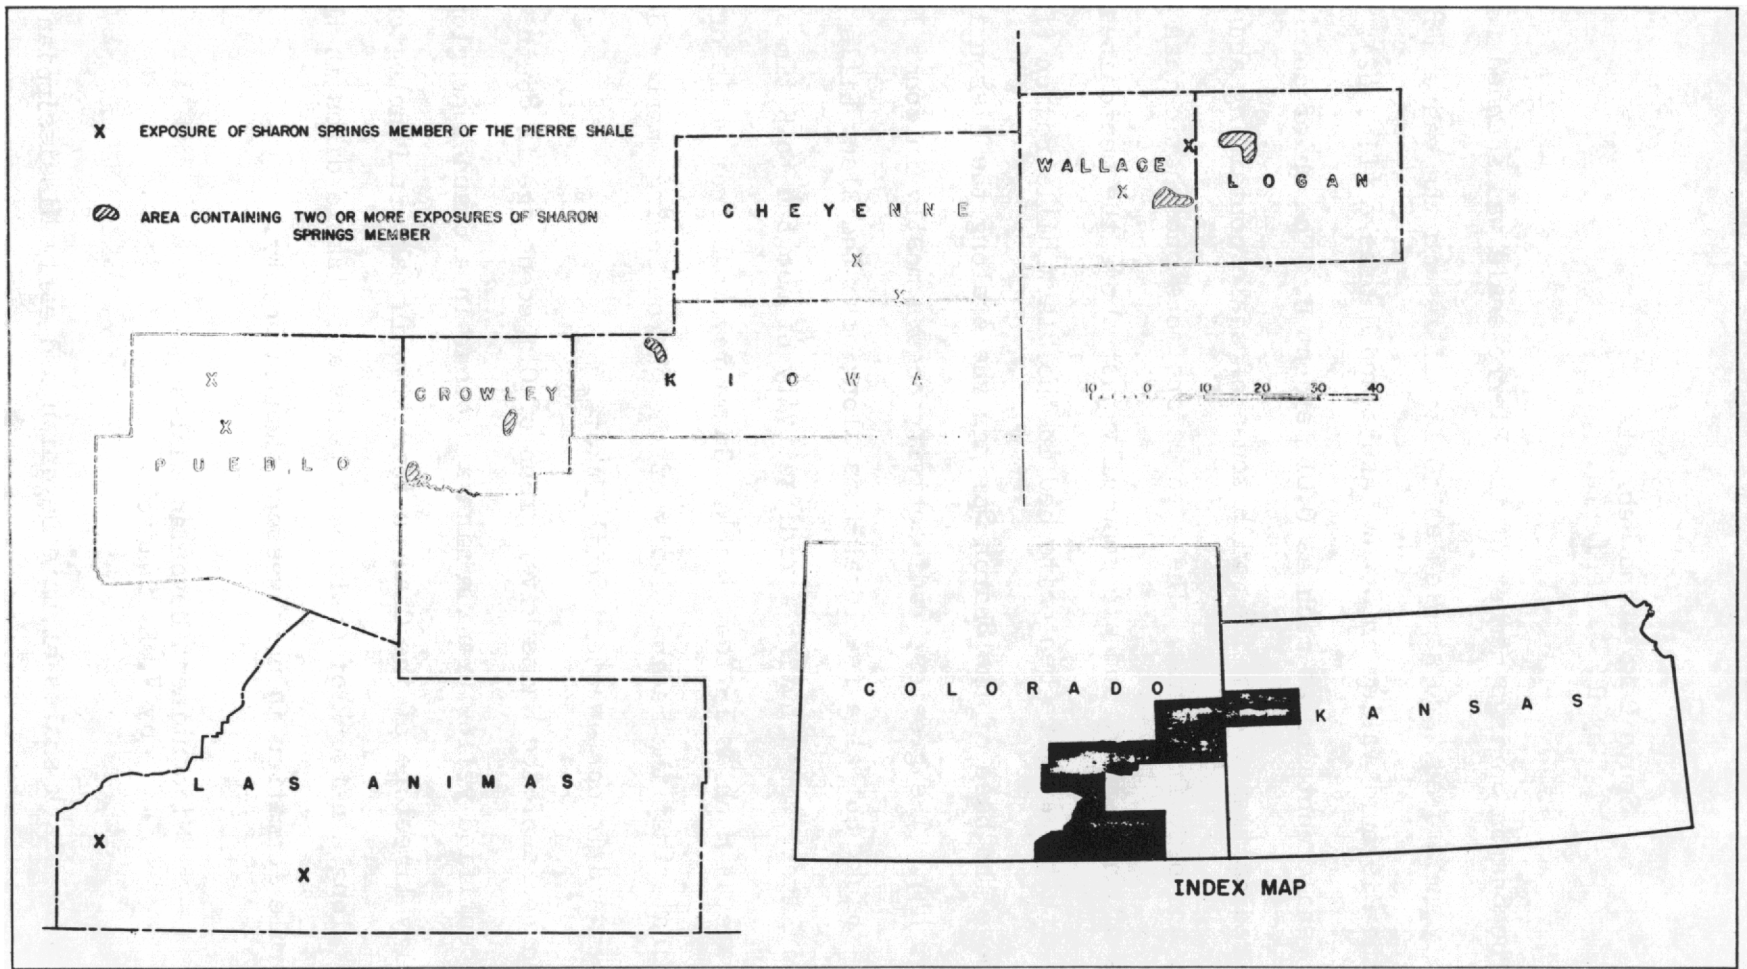 X EXPOSURE OF SHARON SPRINGS MEMBER OF THE PIERRE SHALE
AREA CONTAINING TWO OR MORE EXPOSURES OF SHARON
SPRINGS MEMBER
WALLACE
LOGAN
CHEYENNE
KIOWA
CROWLEY
PUEBLO
10 0 10 20 30 40
LAS ANIMAS
COLORADO
KANSAS
INDEX MAP